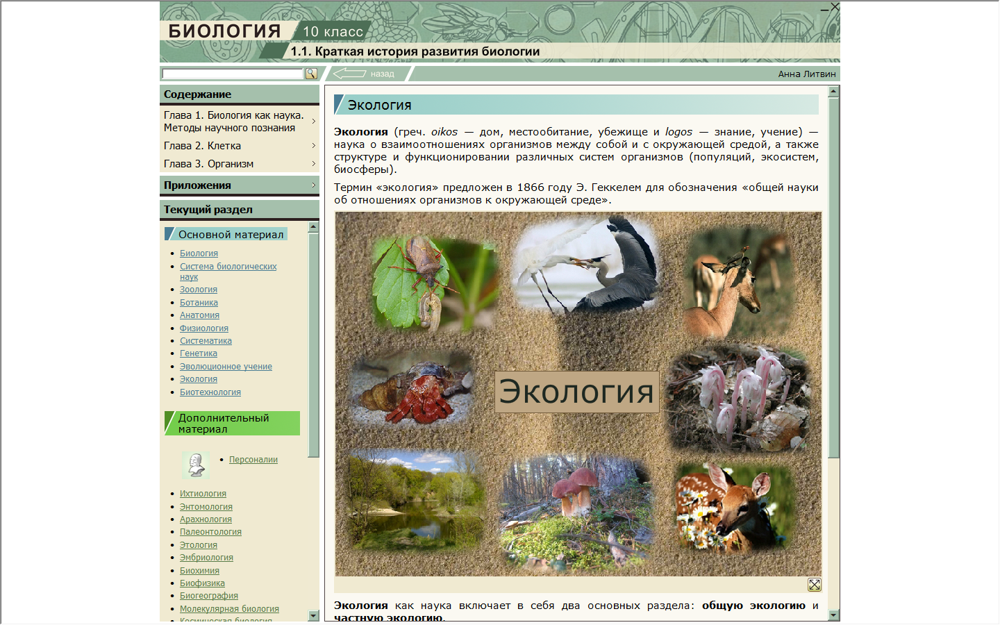 БИОЛОГИЯ 10 класс
1.1. Краткая история развития биологии
назад
Анна Литвин
Содержание
Глава 1. Биология как наука.
Методы научного познания
Глава 2. Клетка
Глава 3. Организм
Приложения
Текущий раздел
Основной материал
Биология
Система биологических
наук
Зоология
Ботаника
Анатомия
Физиология
Систематика
Генетика
Эволюционное учение
Экология
Биотехнология
Дополнительный
материал
Персоналии
Ихтиология
Энтомология
Арахнология
Палеонтология
Этология
Эмбриология
Биохимия
Биофизика
Биогеография
Молекулярная биология
Космическая биология
Экология
Экология (греч. oikos — дом, местообитание, убежище и logos — знание, учение) —
наука о взаимоотношениях организмов между собой и с окружающей средой, а также
структуре и функционировании различных систем организмов (популяций, экосистем,
биосферы).
Термин «экология» предложен в 1866 году Э. Геккелем для обозначения «общей науки
об отношениях организмов к окружающей среде».
Экология
Экология как наука включает в себя два основных раздела: общую экологию и
частную экологию.